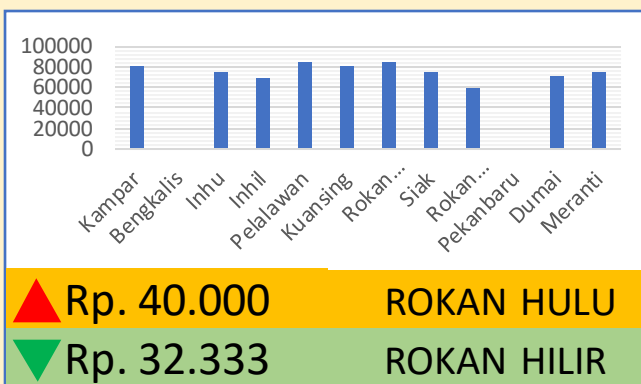 100000
80000
60000
40000
20000
0
Kampar
Bengkalis
Inhu
Inhil
Pelalawan
Kuansing
Rokan...
Siak
Rokan...
Pekanbaru
Dumai
Meranti
Rp. 40.000 ROKAN HULU
Rp. 32.333 ROKAN HILIR